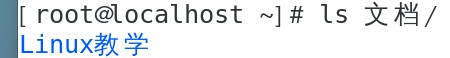 [root@localhost ~]# ls 文档/
Linux教学